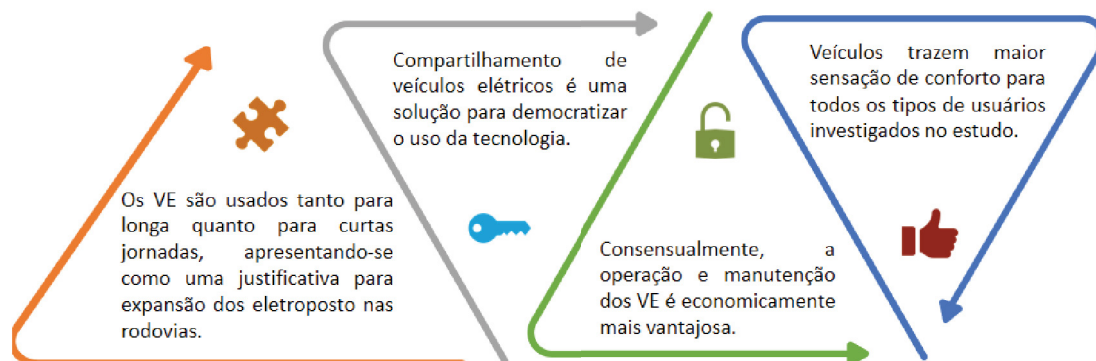 Os VE são usados tanto para
longa quanto para curtas
jornadas, apresentando-se
como uma justificativa para
expansão dos eletroposto nas
rodovias.
Compartilhamento de
veículos elétricos é uma
solução para democratizar
o uso da tecnologia.
Consensualmente, a
operação e manutenção
dos VE é economicamente
mais vantajosa.
Veículos trazem maior
sensação de conforto para
todos os tipos de usuários
investigados no estudo.